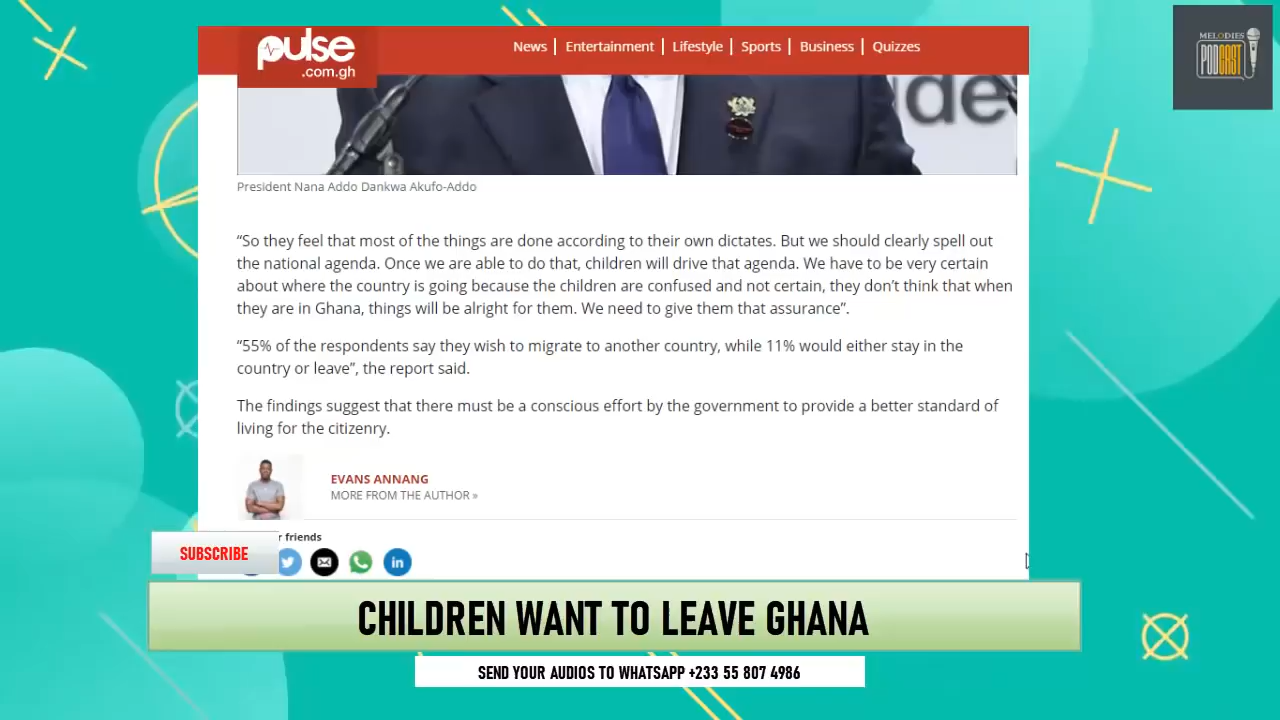 pulse
.com.gh
News | Entertainment | Lifestyle | Sports | Business | Quizzes
MELODIES
PODCAST
de
President Nana Addo Dankwa Akufo-Addo
“So they feel that most of the things are done according to their own dictates. But we should clearly spell out
the national agenda. Once we are able to do that, children will drive that agenda. We have to be very certain
about where the country is going because the children are confused and not certain, they don’t think that when
they are in Ghana, things will be alright for them. We need to give them that assurance”.
“55% of the respondents say they wish to migrate to another country, while 11% would either stay in the
country or leave”, the report said.
The findings suggest that there must be a conscious effort by the government to provide a better standard of
living for the citizenry.
EVANS ANNANG
MORE FROM THE AUTHOR »
r friends
SUBSCRIBE
in
CHILDREN WANT TO LEAVE GHANA
SEND YOUR AUDIOS TO WHATSAPP +233 55 807 4986